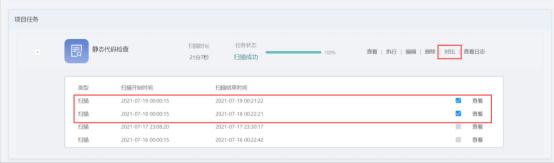 项目任务
静态代码检查
扫描时长 任务状态
21分7秒 扫描成功 100% 查看 | 执行 | 编辑 | 删除 | 对比 | 查看日志
类型 扫描开始时间 扫描结束时间
扫描 2021-07-19 00:00:15 2021-07-19 00:21:22 查看
扫描 2021-07-18 00:00:15 2021-07-18 00:22:21 查看
扫描 2021-07-17 23:08:20 2021-07-17 23:30:17 查看
扫描 2021-07-16 00:00:15 2021-07-16 00:22:42 查看